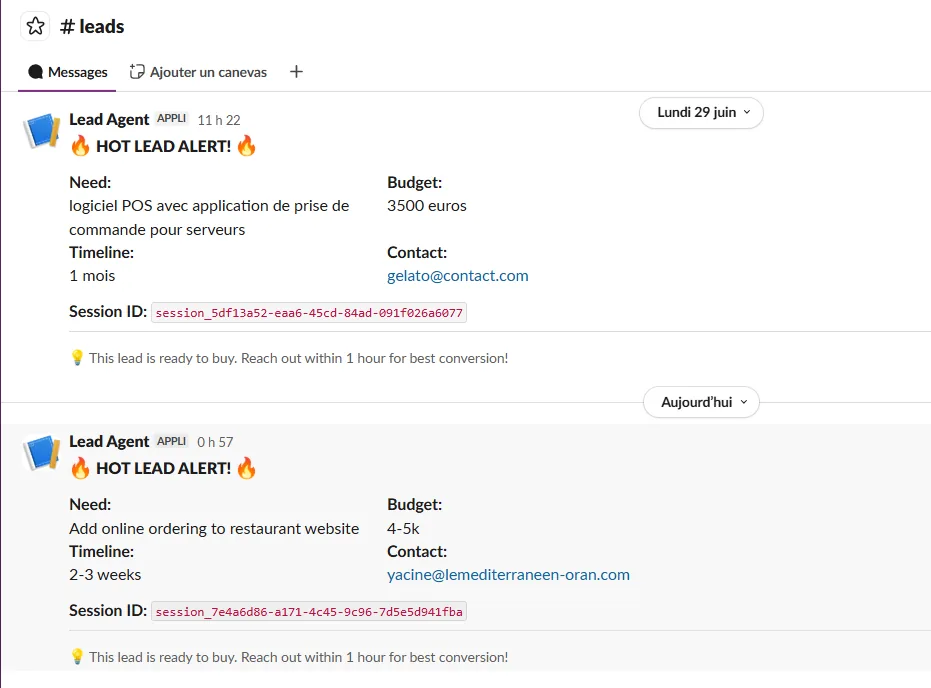 # leads
Messages Ajouter un canevas +
Lundi 29 juin
Lead Agent APPLI 11 h 22
🔥 HOT LEAD ALERT! 🔥
Need: Budget:
logiciel POS avec application de prise de 3500 euros
commande pour serveurs
Timeline: Contact:
1 mois gelato@contact.com
Session ID: session_5df13a52-eaa6-45cd-84ad-091f026a6077
💡 This lead is ready to buy. Reach out within 1 hour for best conversion!
Aujourd'hui
Lead Agent APPLI 0 h 57
🔥 HOT LEAD ALERT! 🔥
Need: Budget:
Add online ordering to restaurant website 4-5k
Timeline: Contact:
2-3 weeks yacine@lemediterraneen-oran.com
Session ID: session_7e4a6d86-a171-4c45-9c96-7d5e5d941fba
💡 This lead is ready to buy. Reach out within 1 hour for best conversion!